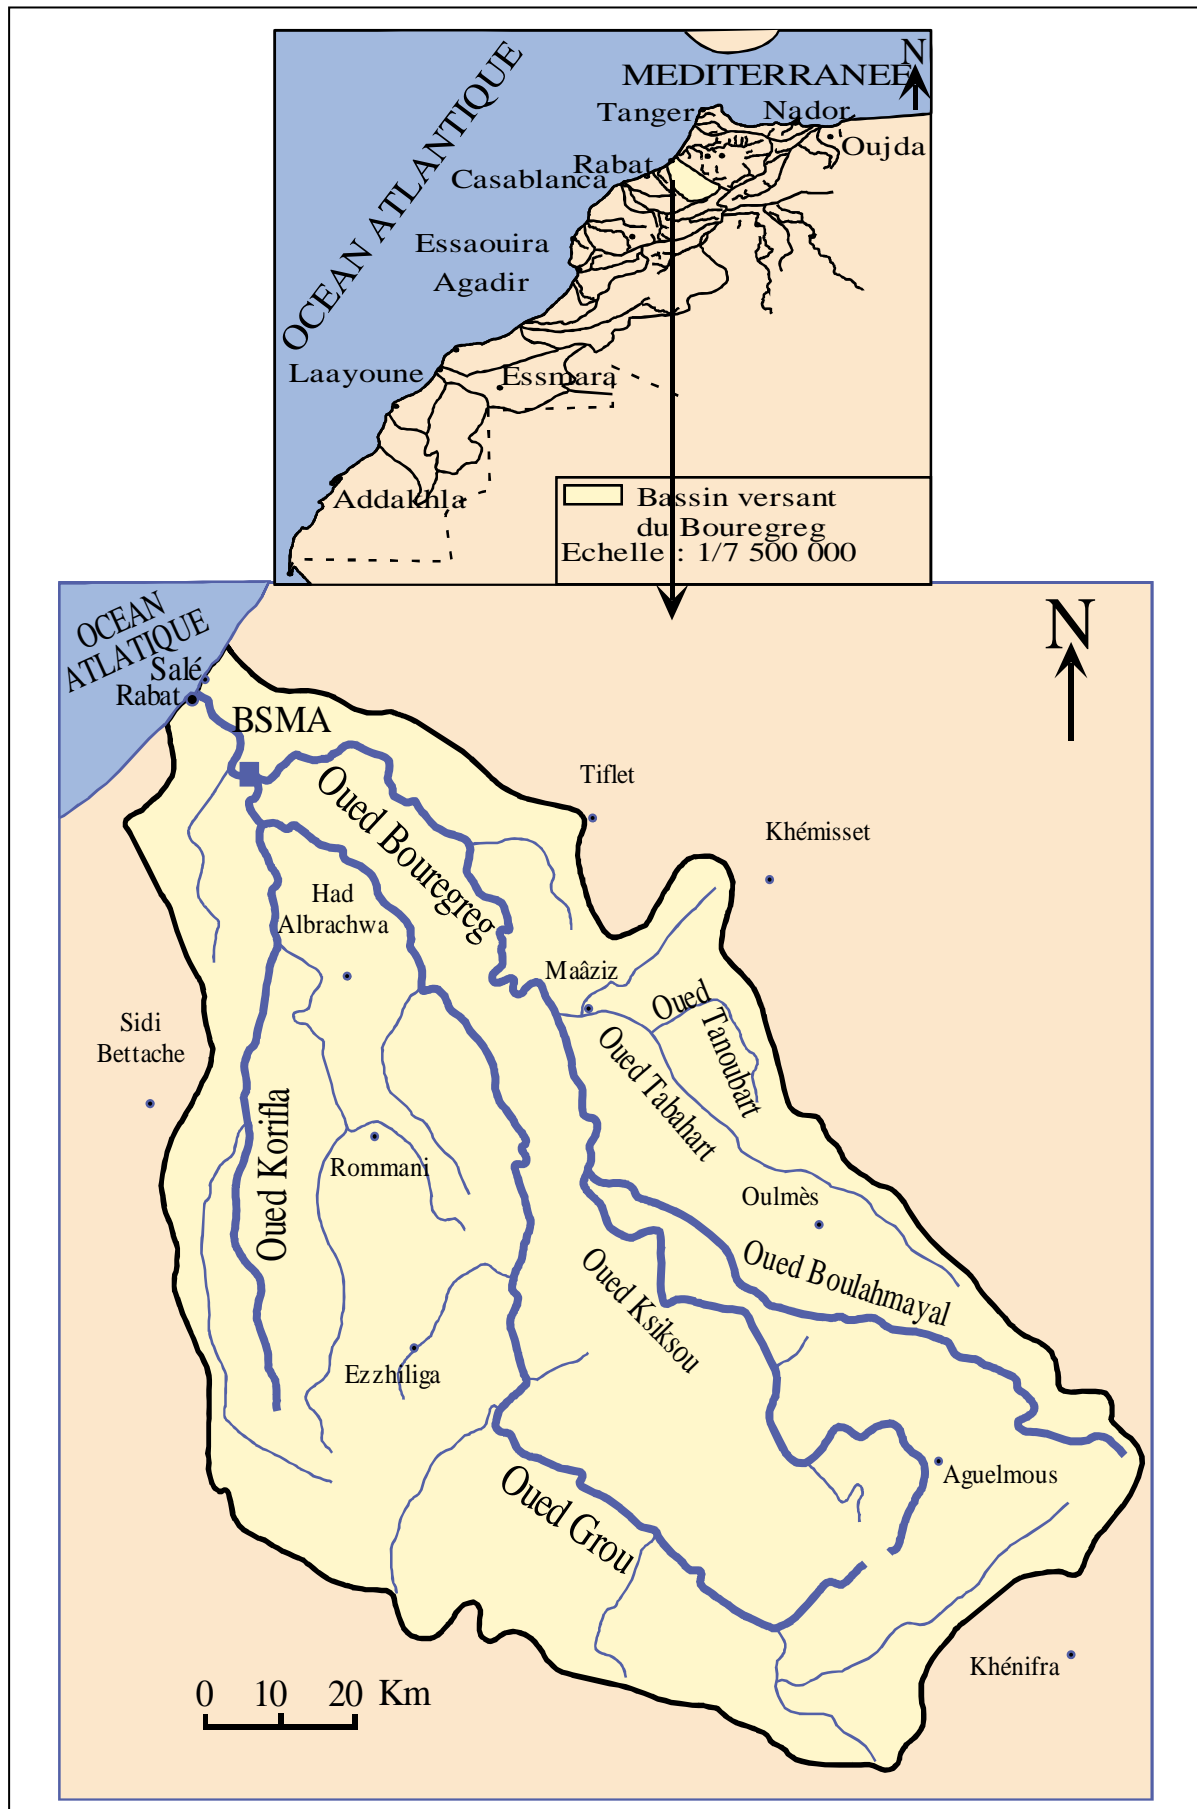 N
MEDITERRANEE
OCEAN ATLANTIQUE
Tanger
Nador
Oujda
Rabat
Casablanca
Essaouira
Agadir
Laayoune
Essmara
Addakhla
Bassin versant
du Bouregreg
Echelle : 1/7 500 000
OCEAN
ATLATIQUE
N
Salé
Rabat
BSMA
Tiflet
Khémisset
Oued Bouregreg
Had
Albrachwa
Maâziz
Oued
Tanoubart
Sidi
Bettache
Oued Tabahart
Oued Korifla
Rommani
Oulmès
Oued Boulahmayal
Oued Ksiksou
Ezzhiliga
Aguelmous
Oued Grou
Khénifra
0 10 20 Km